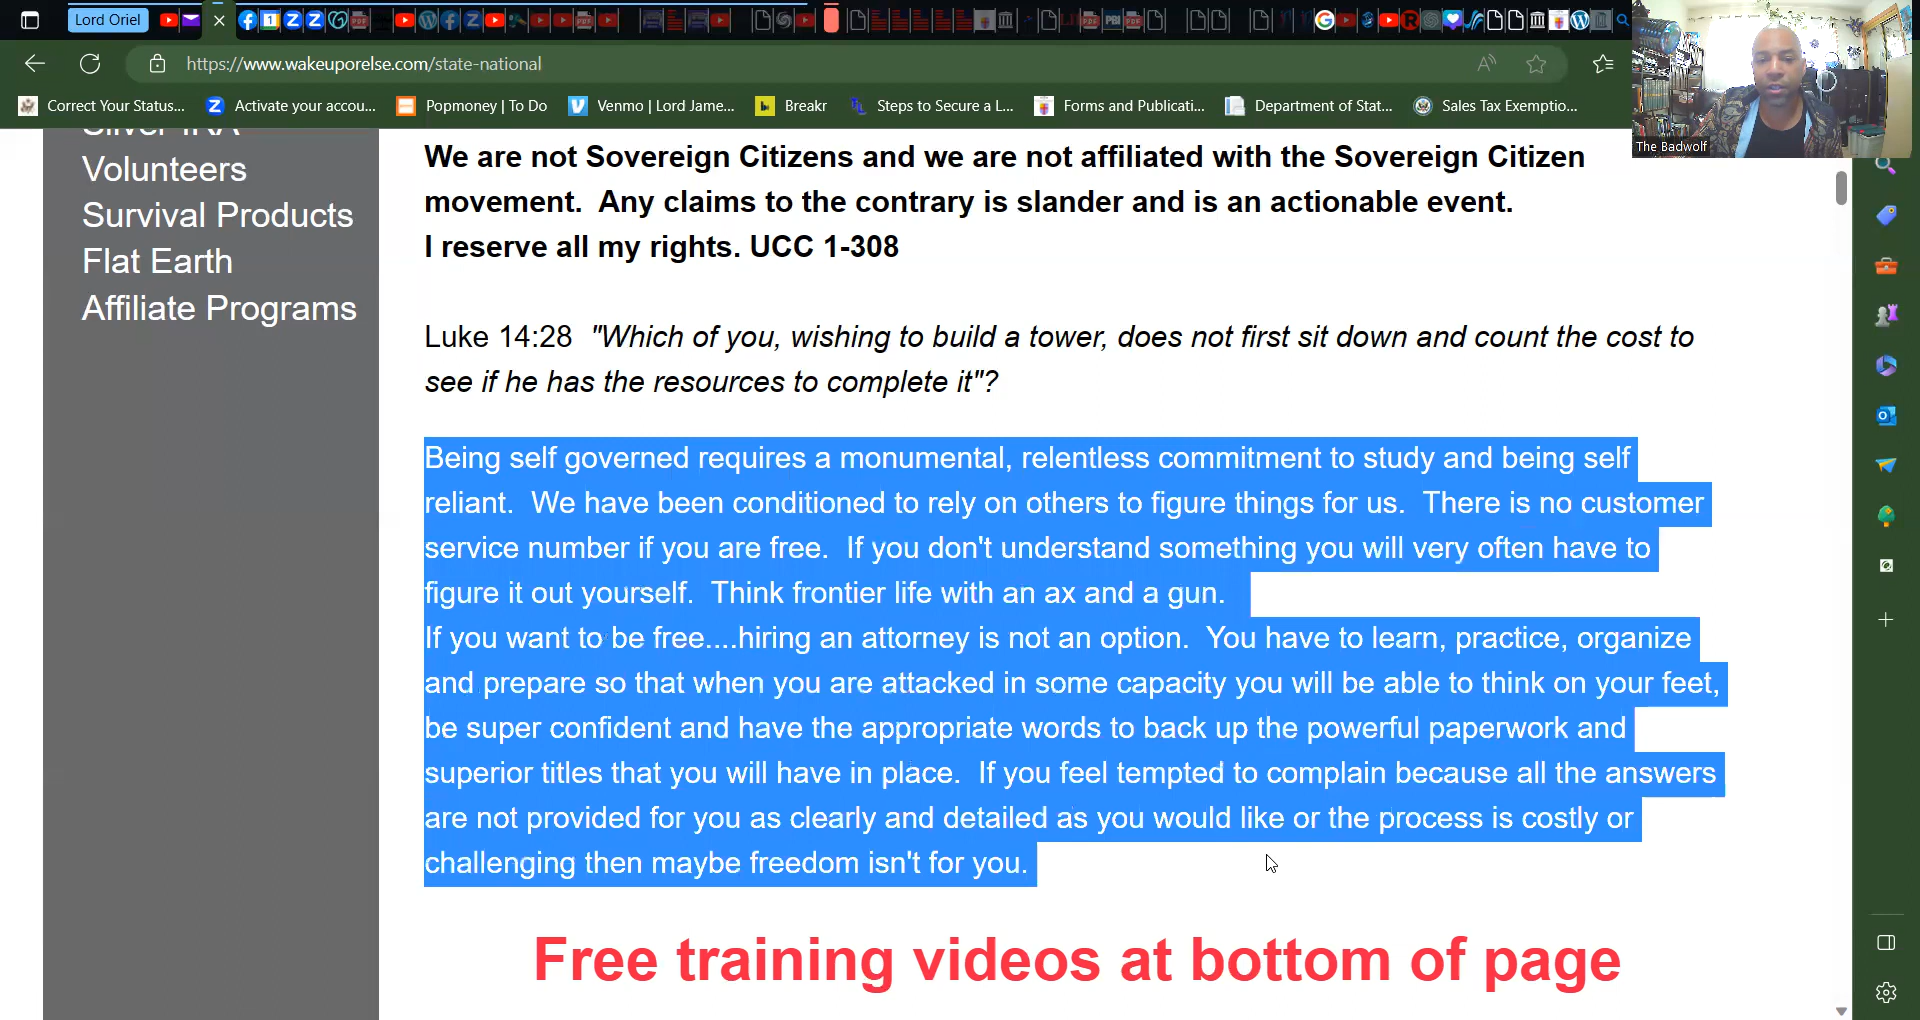 Lord Oriel
https://www.wakeuporelse.com/state-national
Correct Your Status...
Activate your accou...
Popmoney | To Do
Venmo | Lord Jame...
Breakr
Steps to Secure a L...
Forms and Publicati...
Department of Stat...
Sales Tax Exemptio...
The Badwolf
Silver IRA
Volunteers
Survival Products
Flat Earth
Affiliate Programs
We are not Sovereign Citizens and we are not affiliated with the Sovereign Citizen
movement.  Any claims to the contrary is slander and is an actionable event.
I reserve all my rights. UCC 1-308
Luke 14:28  "Which of you, wishing to build a tower, does not first sit down and count the cost to
see if he has the resources to complete it"?
Being self governed requires a monumental, relentless commitment to study and being self
reliant.  We have been conditioned to rely on others to figure things for us.  There is no customer
service number if you are free.  If you don't understand something you will very often have to
figure it out yourself.  Think frontier life with an ax and a gun.
If you want to be free....hiring an attorney is not an option.  You have to learn, practice, organize
and prepare so that when you are attacked in some capacity you will be able to think on your feet,
be super confident and have the appropriate words to back up the powerful paperwork and
superior titles that you will have in place.  If you feel tempted to complain because all the answers
are not provided for you as clearly and detailed as you would like or the process is costly or
challenging then maybe freedom isn't for you.
Free training videos at bottom of page